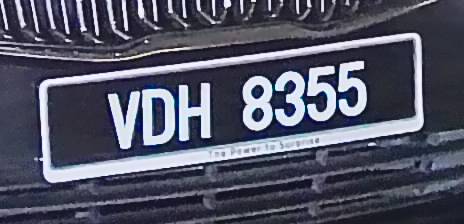 VDH 8355
The Power to Surprise